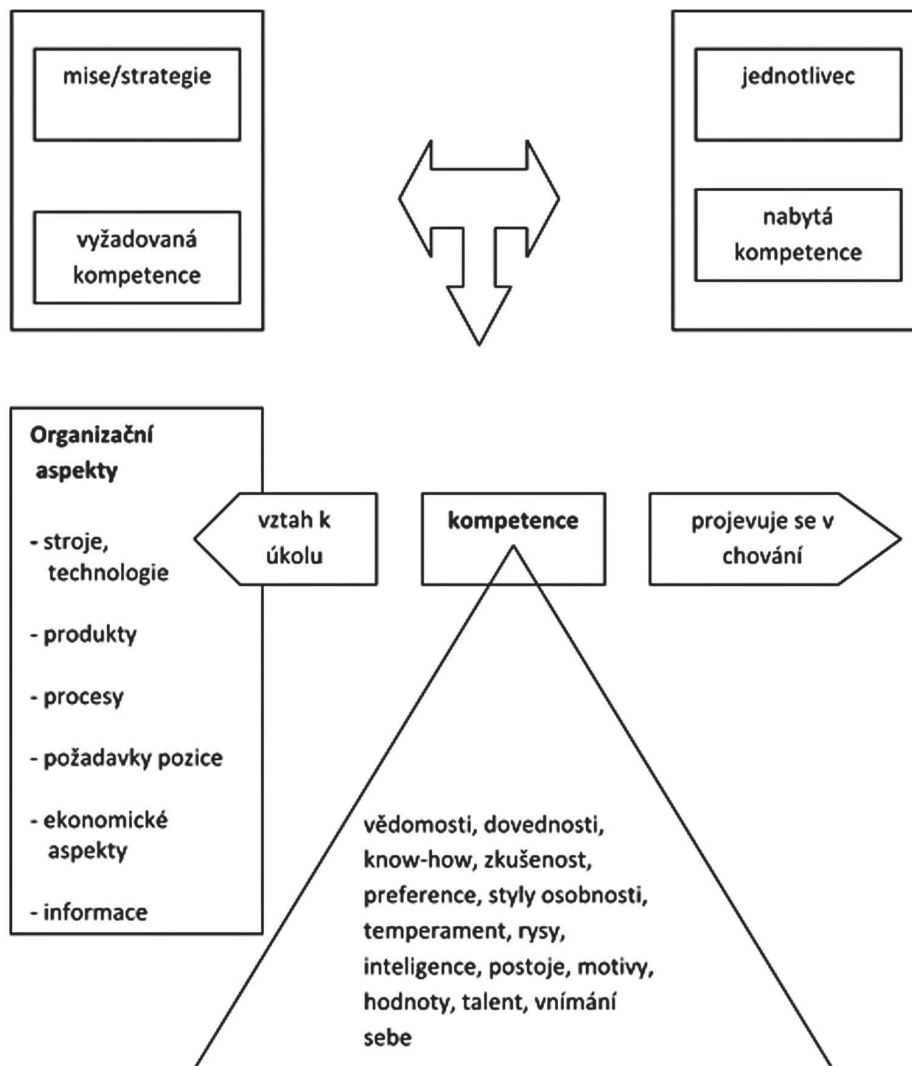 mise/strategie
vyžadovaná
kompetence
jednotlivec
nabytá
kompetence
Organizační
aspekty
- stroje,
technologie
- produkty
- procesy
- požadavky pozice
- ekonomické
aspekty
- informace
vztah k
úkolu
kompetence
projevuje se v
chování
vědomosti, dovednosti,
know-how, zkušenost,
preference, styly osobnosti,
temperament, rysy,
inteligence, postoje, motivy,
hodnoty, talent, vnímání
sebe